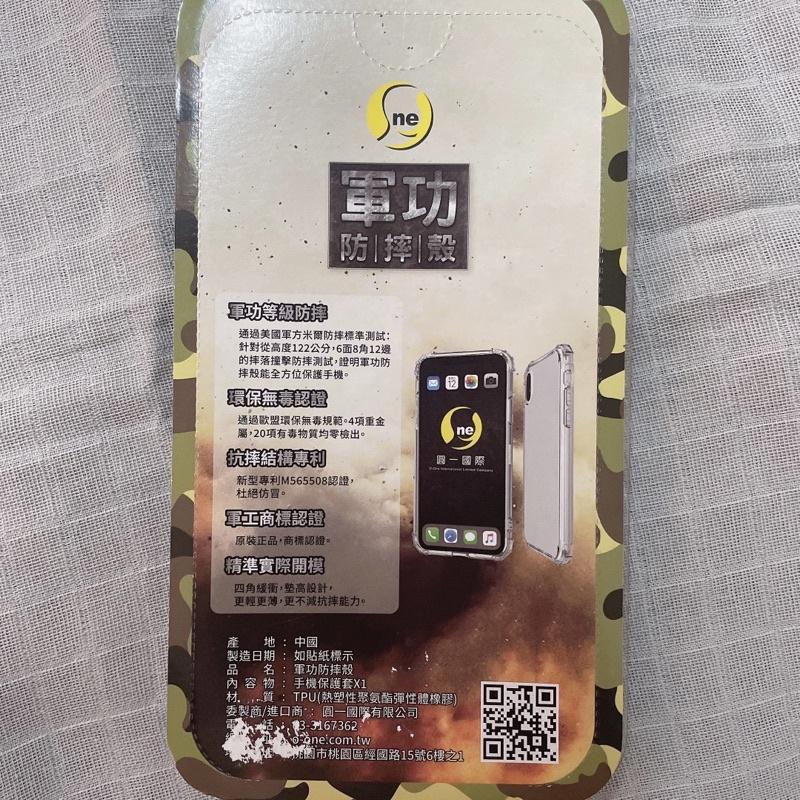 One
軍功
防|摔|殼
軍功等級防摔
通過美國軍方米爾防摔標準測試:
針對從高度122公分,6面8角12邊
的摔落撞擊防摔測試,證明軍功防
摔殼能全方位保護手機。
環保無毒認證
通過歐盟環保無毒規範。4項重金
屬,20項有毒物質均零檢出。
抗摔結構專利
新型專利M565508認證,
杜絕仿冒。
軍工商標認證
原裝正品,商標認證。
精準實際開模
四角緩衝,墊高設計,
更輕更薄,更不減抗摔能力。
12
One
圓一國際
O-One International Limited Company
產 地 : 中國
製造日期 : 如貼紙標示
品 名 : 軍功防摔殼
內 容 物 : 手機保護套X1
材 質 : TPU(熱塑性聚氨酯彈性體橡膠)
委製商/進口商 : 圓一國際有限公司
電 話 : 03-3167362
o-one.com.tw
桃園市桃園區經國路15號6樓之1